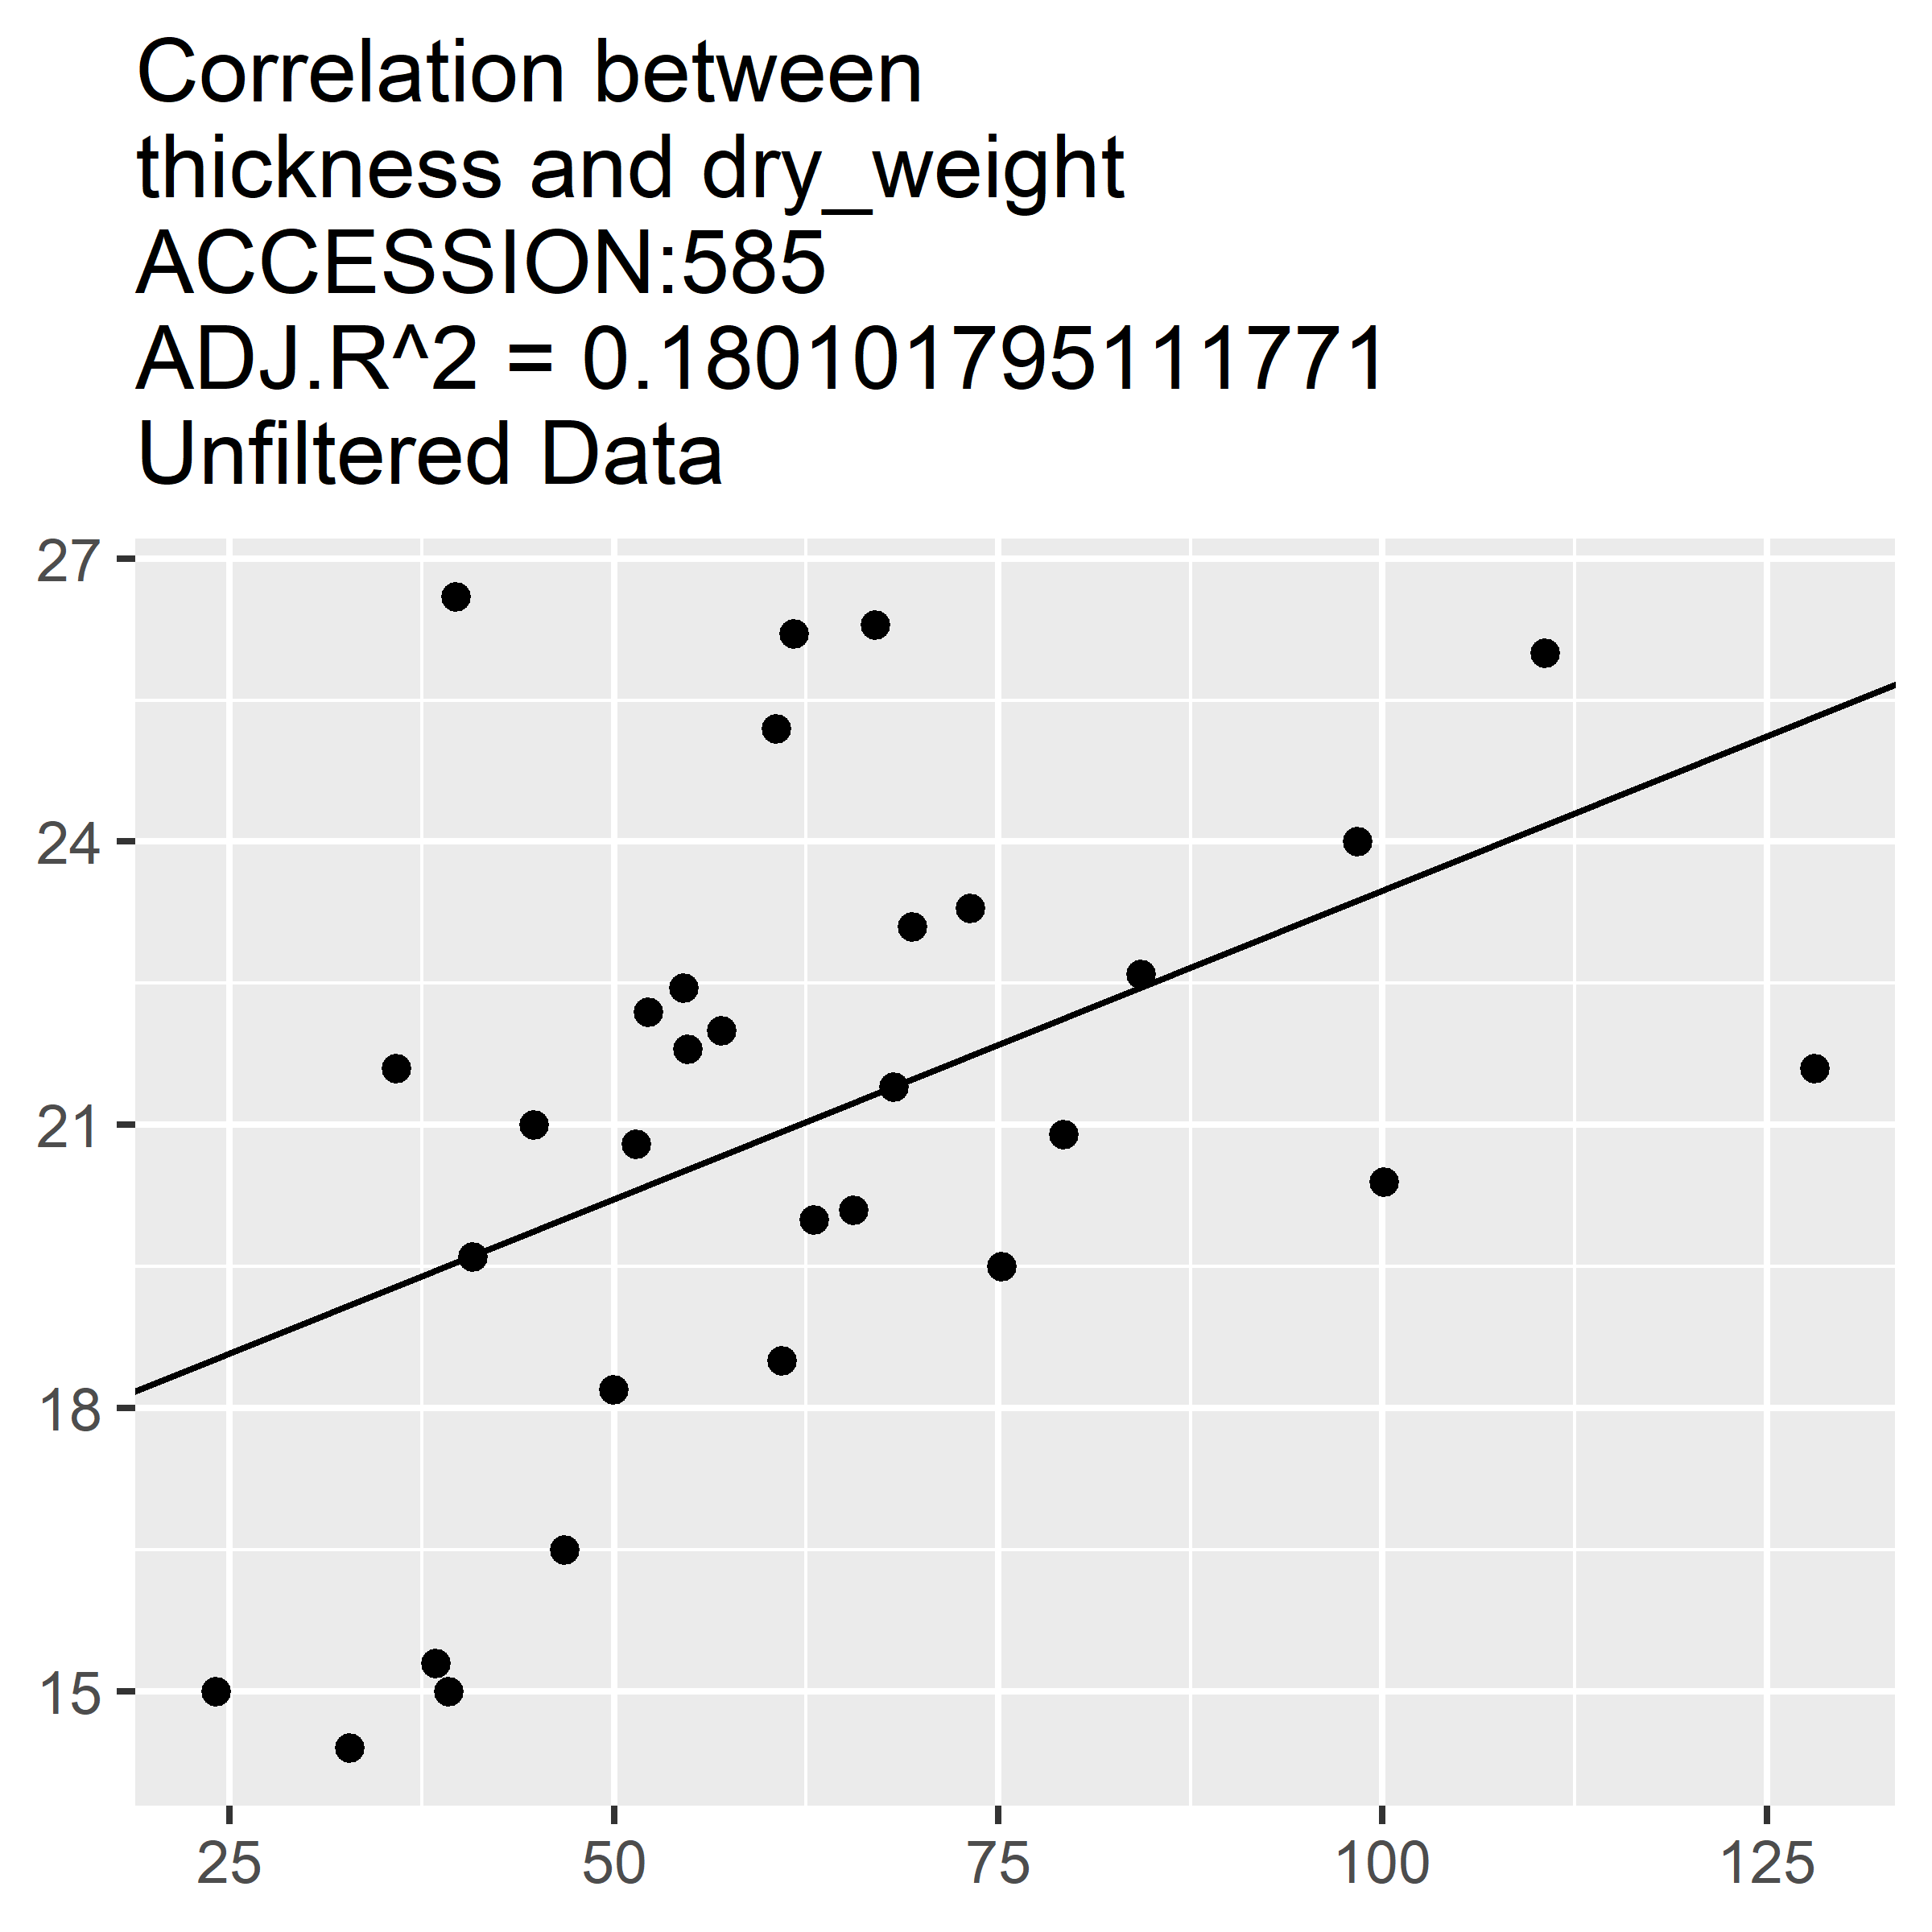 Correlation between
thickness and dry_weight
ACCESSION:585
ADJ.R^2 = 0.180101795111771
Unfiltered Data
27
24
21
18
15
25 50 75 100 125